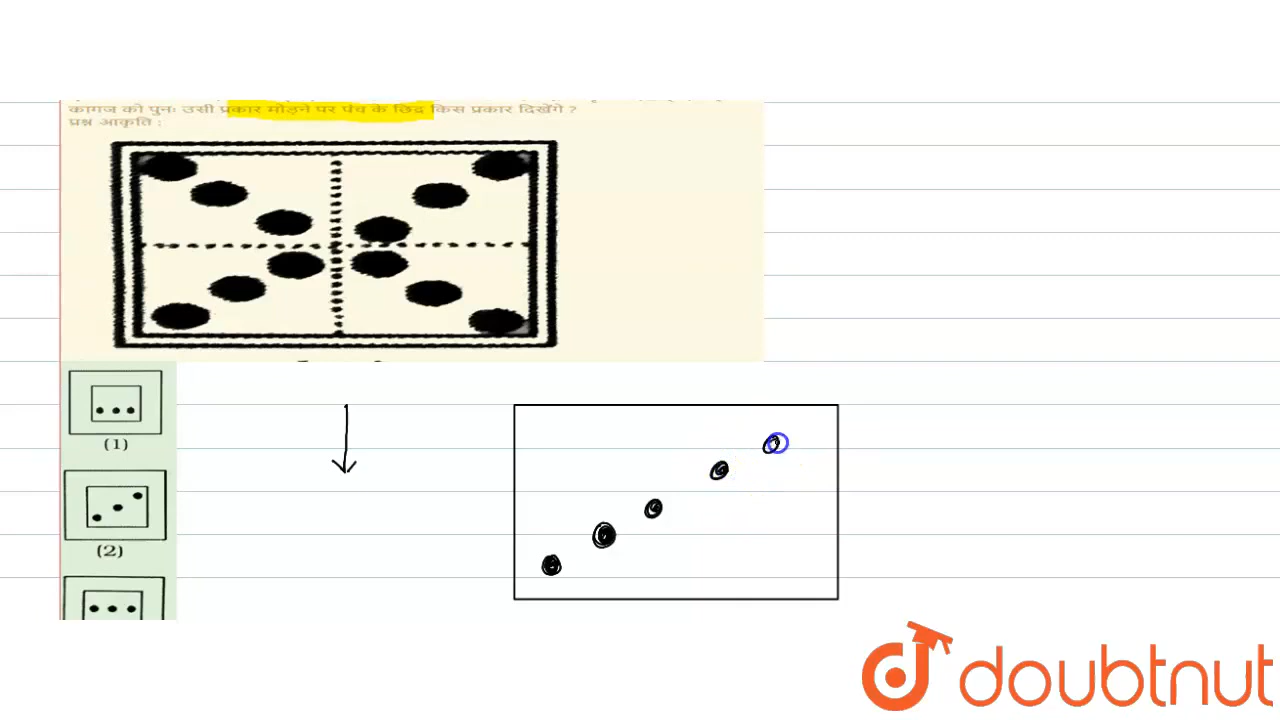 कागज को पुनः उसी प्रकार मोड़ने पर पंच के छिद्र किस प्रकार दिखेंगे ?
प्रश्न आकृति :
(1)
(2)
doubtnut